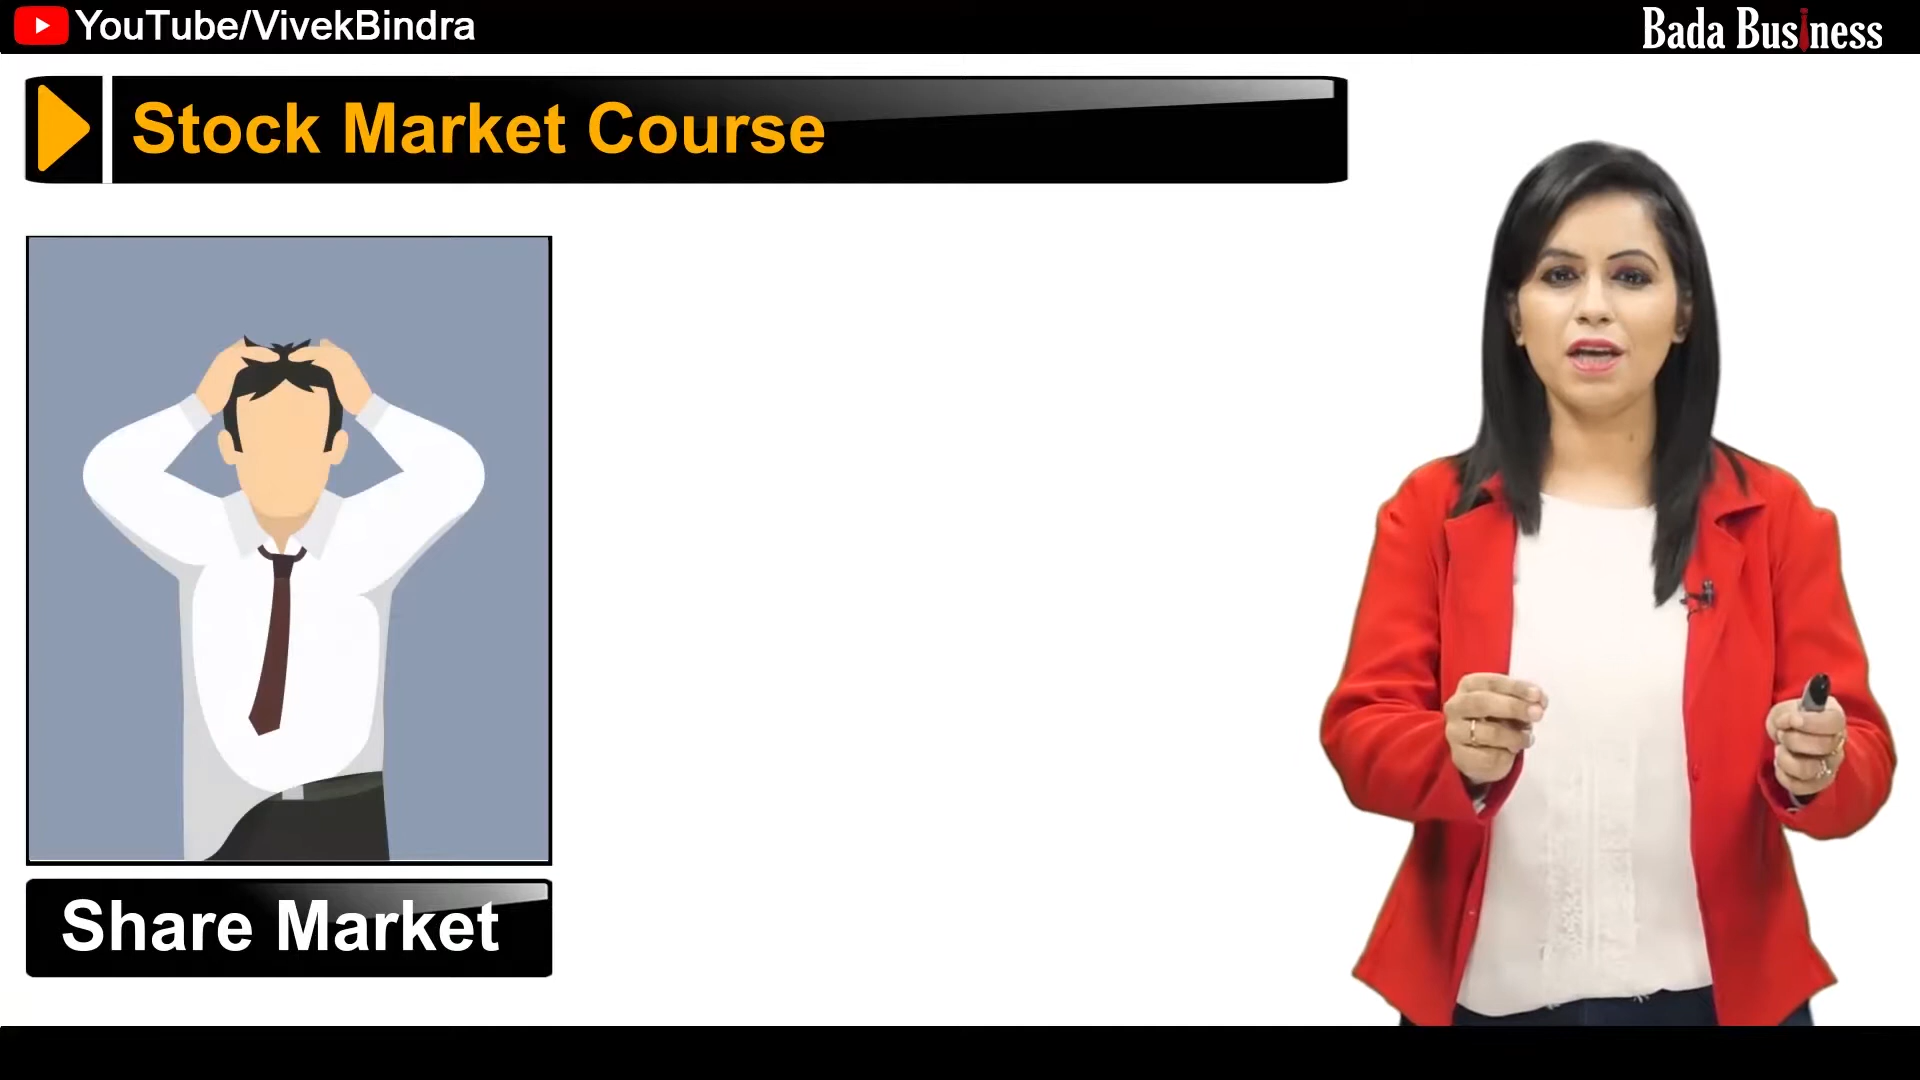 YouTube/VivekBindra
Bada Business
Stock Market Course
Share Market